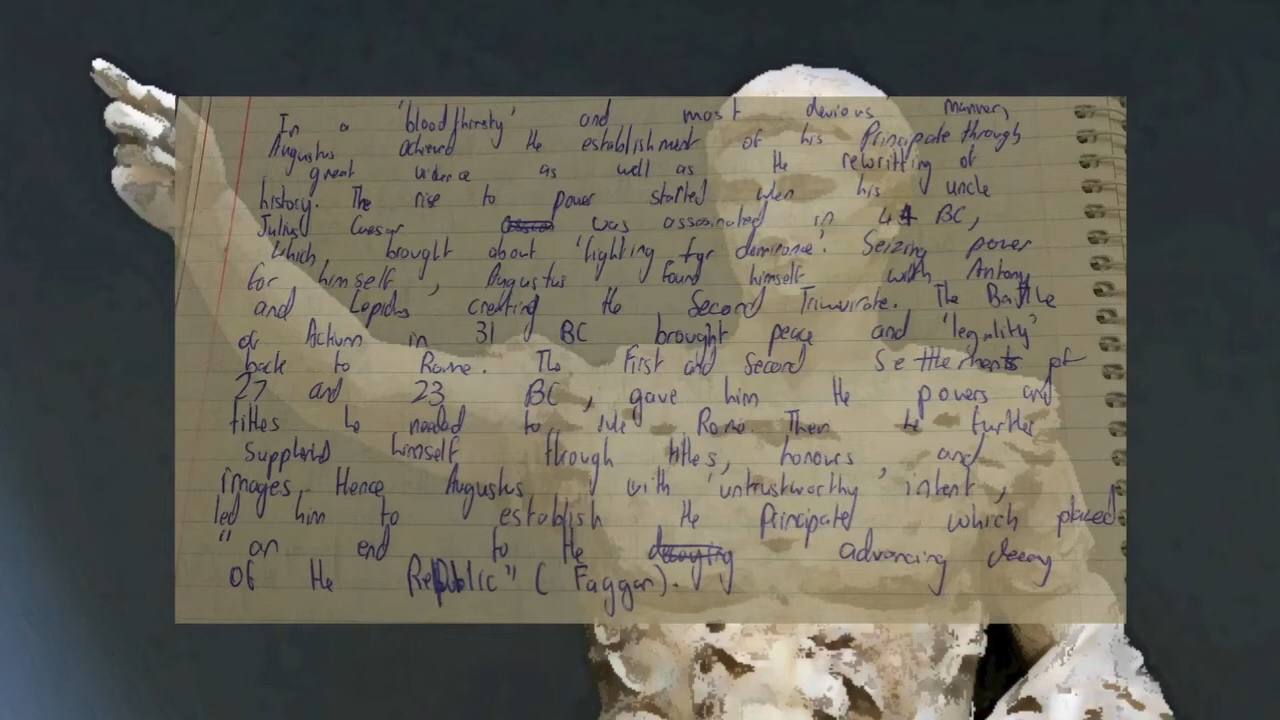 In a 'bloodthirsty' and most devious manner,
Augustus achieved the establishment of his Principate through
great violence as well as the rewritting of
history. The rise to power started when his uncle
Julius Caesar was assasinated in 44 BC,
which brought about 'fighting for dominance'. Seizing power
for himself, Augustus found himself with Antony
and Lepidus creating the Second Triumvirate. The Battle
of Actium in 31 BC brought peace and 'legality'
back to Rome. The First and Second Settlements of
27 and 23 BC, gave him the powers and
titles he needed to rule Rome. Then he further
himself through titles, honours and
images. Hence Augustus with 'untrustworthy' intent,
led him to establish the Principate which placed
"an end to the decaying advancing decay
of the Republic" (Faggar).